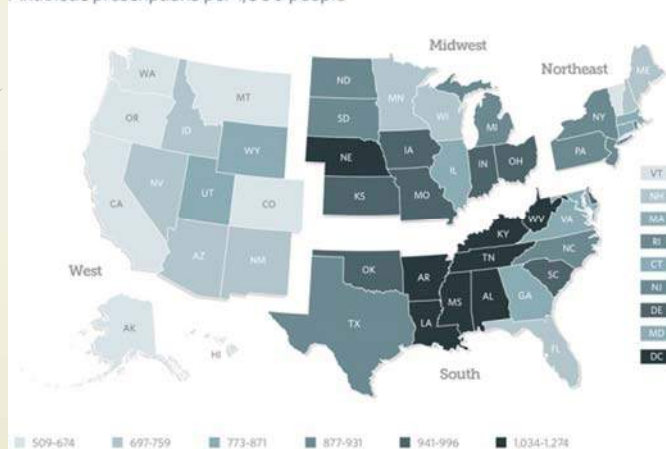 Midwest
Northeast
WA
MT
OR
ID
WY
NV
UT
CA
CO
AZ
NM
West
AK
HI
ND
SD
NE
KS
MN
WI
IA
MO
IL
MI
IN
OH
ME
NY
PA
VT
NH
MA
RI
CT
NJ
DE
MD
DC
OK
TX
AR
LA
MS
AL
TN
KY
WV
VA
NC
SC
GA
FL
South
509-674
697-759
773-871
877-931
941-996
1,034-1,274